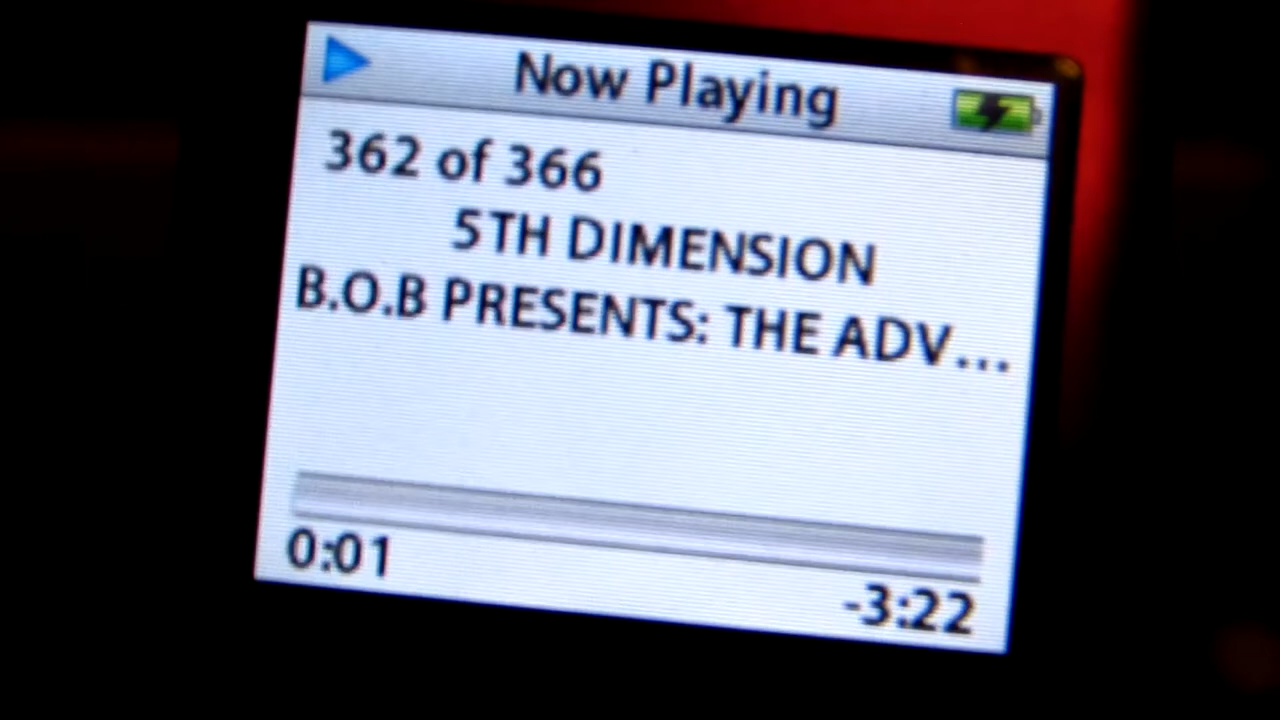 Now Playing
362 of 366
5TH DIMENSION
B.O.B PRESENTS: THE ADV...
0:01
-3:22